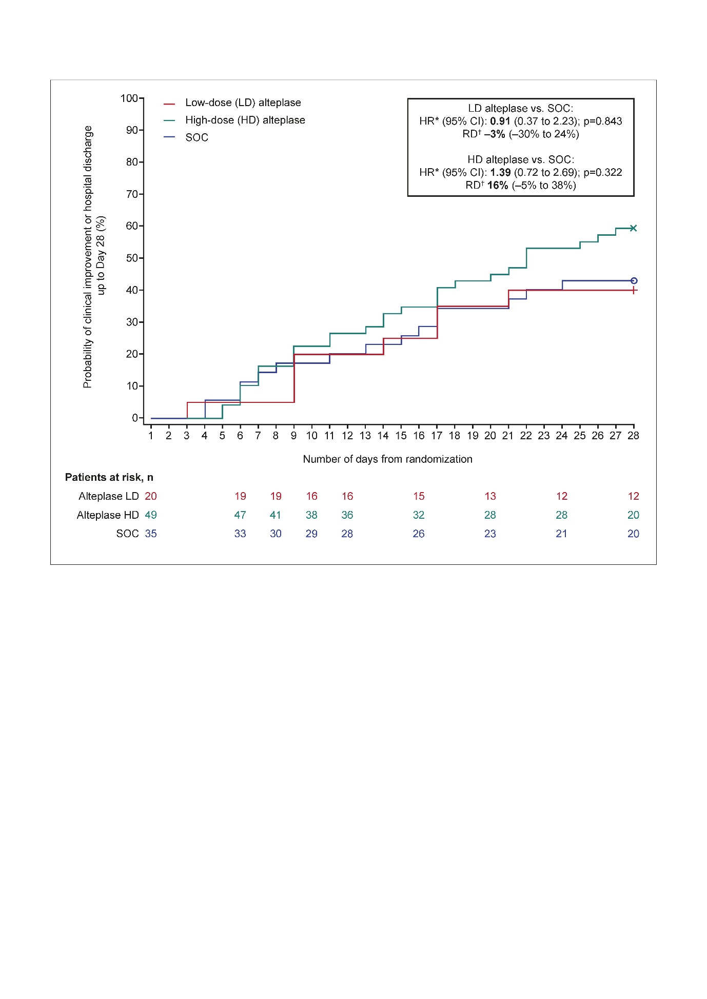 100
90
80
70
60
50
40
30
20
10
0
Probability of clinical improvement or hospital discharge
up to Day 28 (%)
Low-dose (LD) alteplase
High-dose (HD) alteplase
SOC
LD alteplase vs. SOC:
HR* (95% CI): 0.91 (0.37 to 2.23); p=0.843
RD† –3% (–30% to 24%)
HD alteplase vs. SOC:
HR* (95% CI): 1.39 (0.72 to 2.69); p=0.322
RD† 16% (–5% to 38%)
1 2 3 4 5 6 7 8 9 10 11 12 13 14 15 16 17 18 19 20 21 22 23 24 25 26 27 28
Number of days from randomization
Patients at risk, n
Alteplase LD 20 19 19 16 16 15 13 12 12
Alteplase HD 49 47 41 38 36 32 28 28 20
SOC 35 33 30 29 28 26 23 21 20